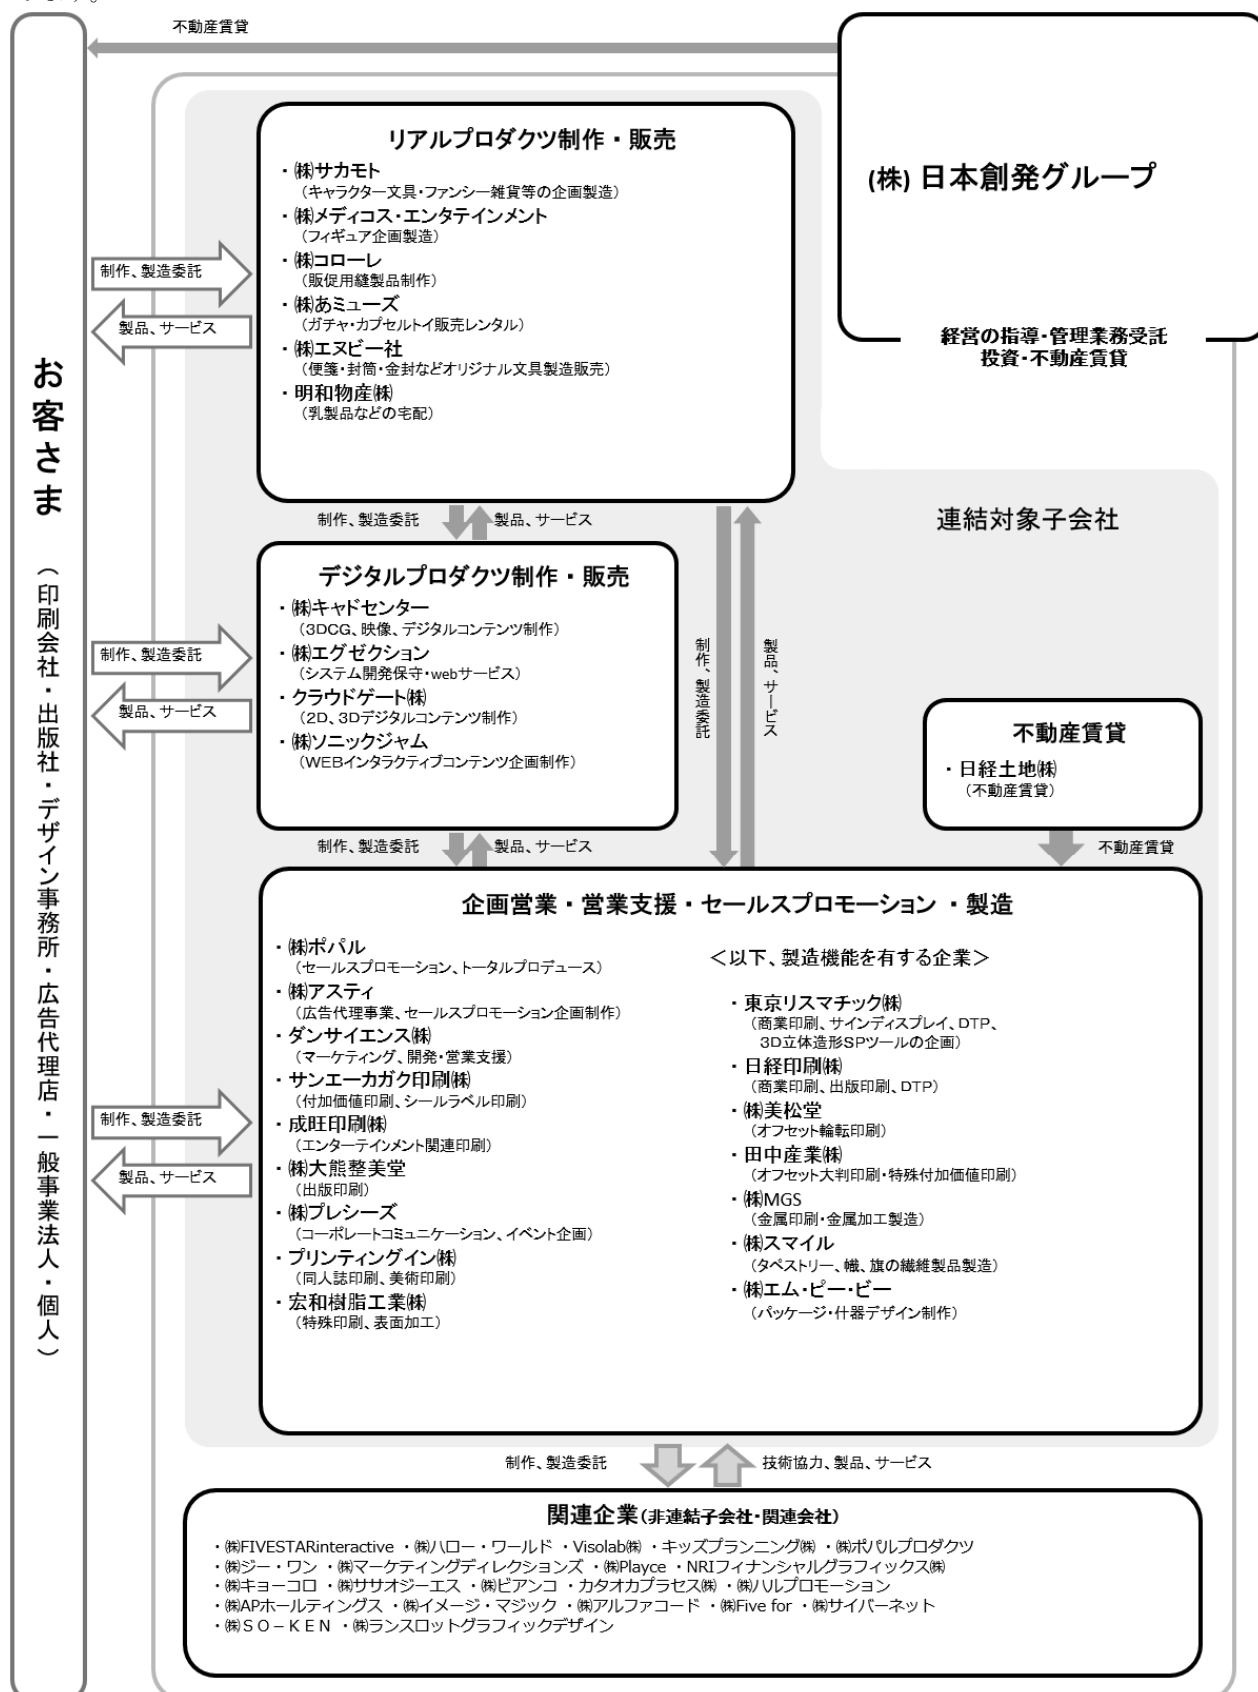 ます。
不動産賃貸
(株) 日本創発グループ
経営の指導・管理業務受託
投資・不動産賃貸
お客さま
（印刷会社・出版社・デザイン事務所・広告代理店・一般事業法人・個人）
リアルプロダクツ制作・販売
・㈱サカモト
（キャラクター文具・ファンシー雑貨等の企画製造）
・㈱メディコス・エンタテインメント
（フィギュア企画製造）
・㈱コローレ
（販促用縫製品制作）
・㈱あミューズ
（ガチャ・カプセルトイ販売レンタル）
・㈱エヌビー社
（便箋・封筒・金封などオリジナル文具製造販売）
・明和物産㈱
（乳製品などの宅配）
制作、製造委託
製品、サービス
連結対象子会社
制作、製造委託
製品、サービス
デジタルプロダクツ制作・販売
・㈱キャドセンター
（3DCG、映像、デジタルコンテンツ制作）
・㈱エグゼクション
（システム開発保守・webサービス）
・クラウドゲート㈱
（2D、3Dデジタルコンテンツ制作）
・㈱ソニックジャム
（WEBインタラクティブコンテンツ企画制作）
制作、製造委託
製品、サービス
制作、製造委託
製品、サービス
不動産賃貸
・日経土地㈱
（不動産賃貸）
制作、製造委託
製品、サービス
不動産賃貸
企画営業・営業支援・セールスプロモーション ・製造
・㈱ポパル
（セールスプロモーション、トータルプロデュース）
・㈱アスティ
（広告代理事業、セールスプロモーション企画制作）
・ダンサイエンス㈱
（マーケティング、開発・営業支援）
・サンエーカガク印刷㈱
（付加価値印刷、シールラベル印刷）
・成旺印刷㈱
（エンターテインメント関連印刷）
・㈱大熊整美堂
（出版印刷）
・㈱プレシーズ
（コーポレートコミュニケーション、イベント企画）
・プリンティングイン㈱
（同人誌印刷、美術印刷）
・宏和樹脂工業㈱
（特殊印刷、表面加工）
＜以下、製造機能を有する企業＞
・東京リスマチック㈱
（商業印刷、サインディスプレイ、DTP、
3D立体造形SPツールの企画）
・日経印刷㈱
（商業印刷、出版印刷、DTP）
・㈱美松堂
（オフセット輪転印刷）
・田中産業㈱
（オフセット大判印刷・特殊付加価値印刷）
・㈱MGS
（金属印刷・金属加工製造）
・㈱スマイル
（タペストリー、幟、旗の繊維製品製造）
・㈱エム・ピー・ビー
（パッケージ・什器デザイン制作）
制作、製造委託
製品、サービス
制作、製造委託
技術協力、製品、サービス
関連企業（非連結子会社・関連会社）
・㈱FIVESTARinteractive ・㈱ハロー・ワールド ・Visolab㈱ ・キッズプランニング㈱ ・㈱ポパルプロダクツ
・㈱ジー・ワン ・㈱マーケティングディレクションズ ・㈱Playce ・NRIフィナンシャルグラフィックス㈱
・㈱キョーコロ ・㈱ササオジーエス ・㈱ビアンコ ・カタオカプラセス㈱ ・㈱ハルプロモーション
・㈱APホールティングス ・㈱イメージ・マジック ・㈱アルファコード ・㈱Five for ・㈱サイバーネット
・㈱ＳＯ－ＫＥＮ ・㈱ランスロットグラフィックデザイン